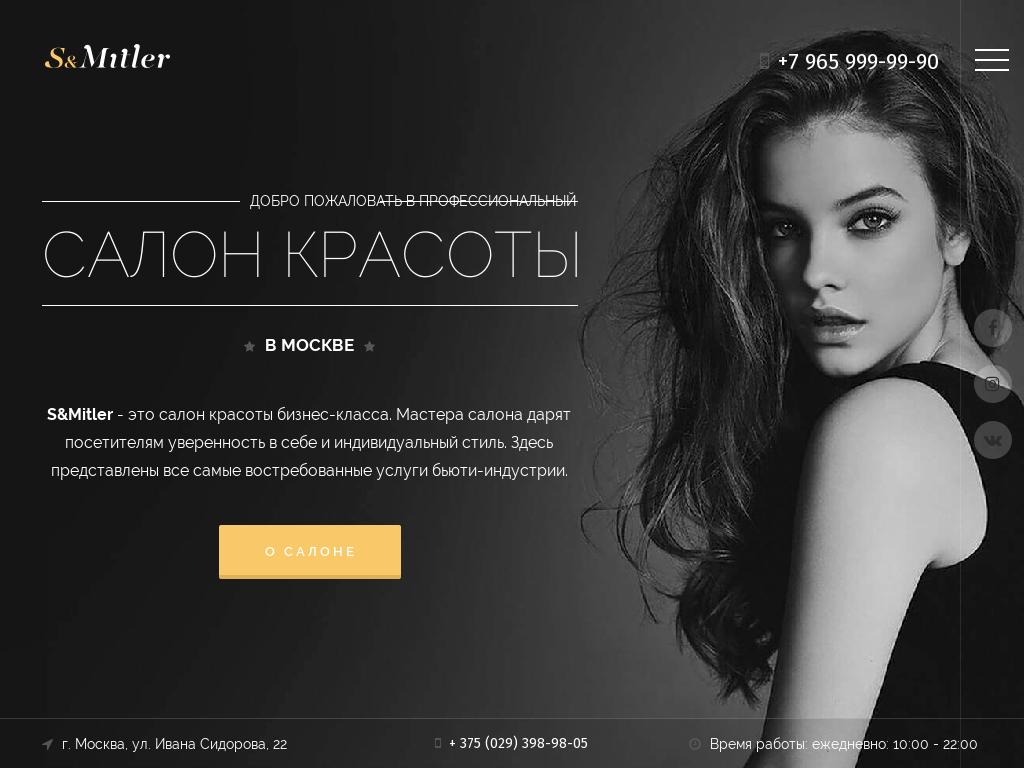 S&Mitler
+7 965 999-99-90
ДОБРО ПОЖАЛОВАТЬ В ПРОФЕССИОНАЛЬНЫЙ
САЛОН КРАСОТЫ
В МОСКВЕ
S&Mitler - это салон красоты бизнес-класса. Мастера салона дарят
посетителям уверенность в себе и индивидуальный стиль. Здесь
представлены все самые востребованные услуги бьюти-индустрии.
О САЛОНЕ
г. Москва, ул. Ивана Сидорова, 22
+ 375 (029) 398-98-05
Время работы: ежедневно: 10:00 - 22:00